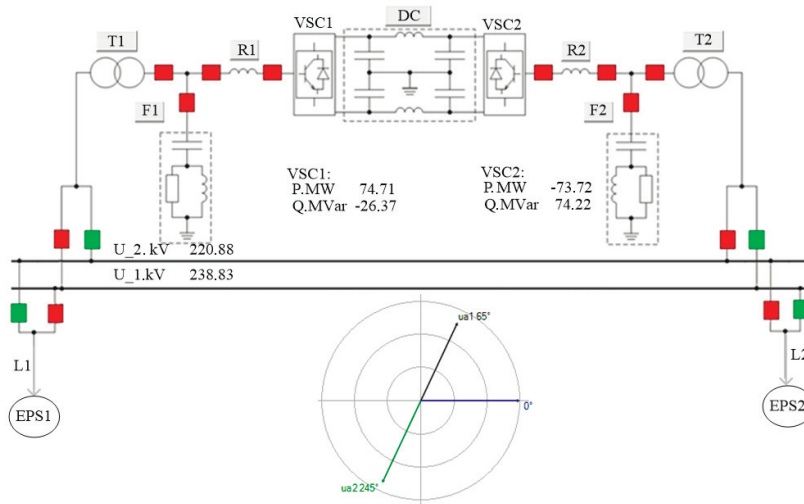 DC
VSC1
VSC2
T1
R1
R2
T2
F1
F2
VSC1:
P.MW 74.71
Q.MVar -26.37
VSC2:
P.MW -73.72
Q.MVar 74.22
U_2. kV 220.88
U_1.kV 238.83
ua1 65°
0°
ua2 245°
L1
L2
EPS1
EPS2